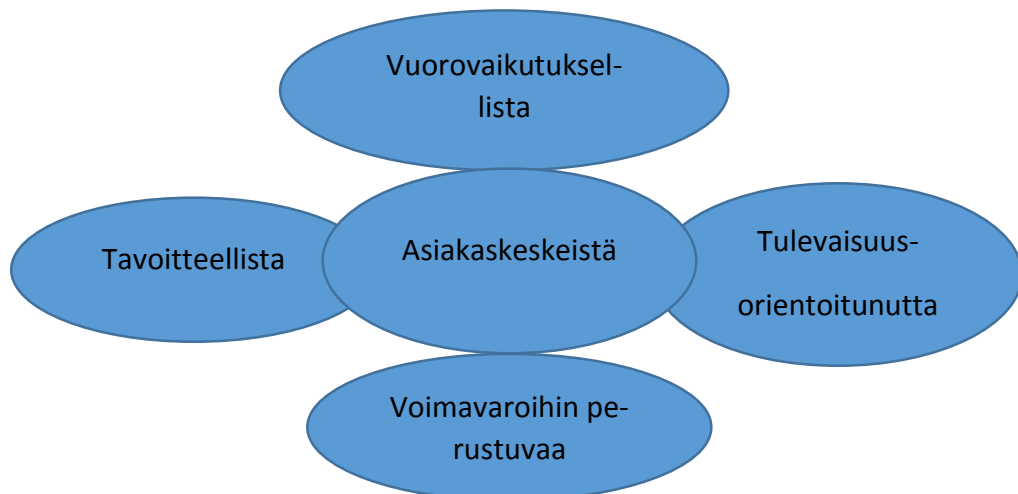 Vuorovaikutuksel-
lista
Tavoitteellista
Asiakaskeskeistä
Tulevaisuus-
orientoitunutta
Voimavaroihin pe-
rustuvaa